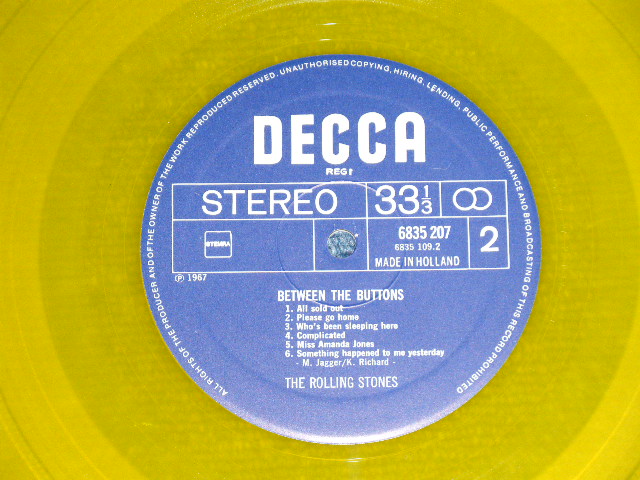 ALL RIGHTS OF THE PRODUCER AND OF THE OWNER OF THE WORK REPRODUCED RESERVED. UNAUTHORISED COPYING, HIRING, LENDING, PUBLIC PERFORMANCE AND BROADCASTING OF THIS RECORD PROHIBITED
DECCA
REGᵈ
STEREO
33 1/3
STEMRA
6835 207
6835 109.2
2
MADE IN HOLLAND
℗ 1967
BETWEEN THE BUTTONS
1. All sold out
2. Please go home
3. Who's been sleeping here
4. Complicated
5. Miss Amanda Jones
6. Something happened to me yesterday
- M. Jagger/K. Richard -
THE ROLLING STONES